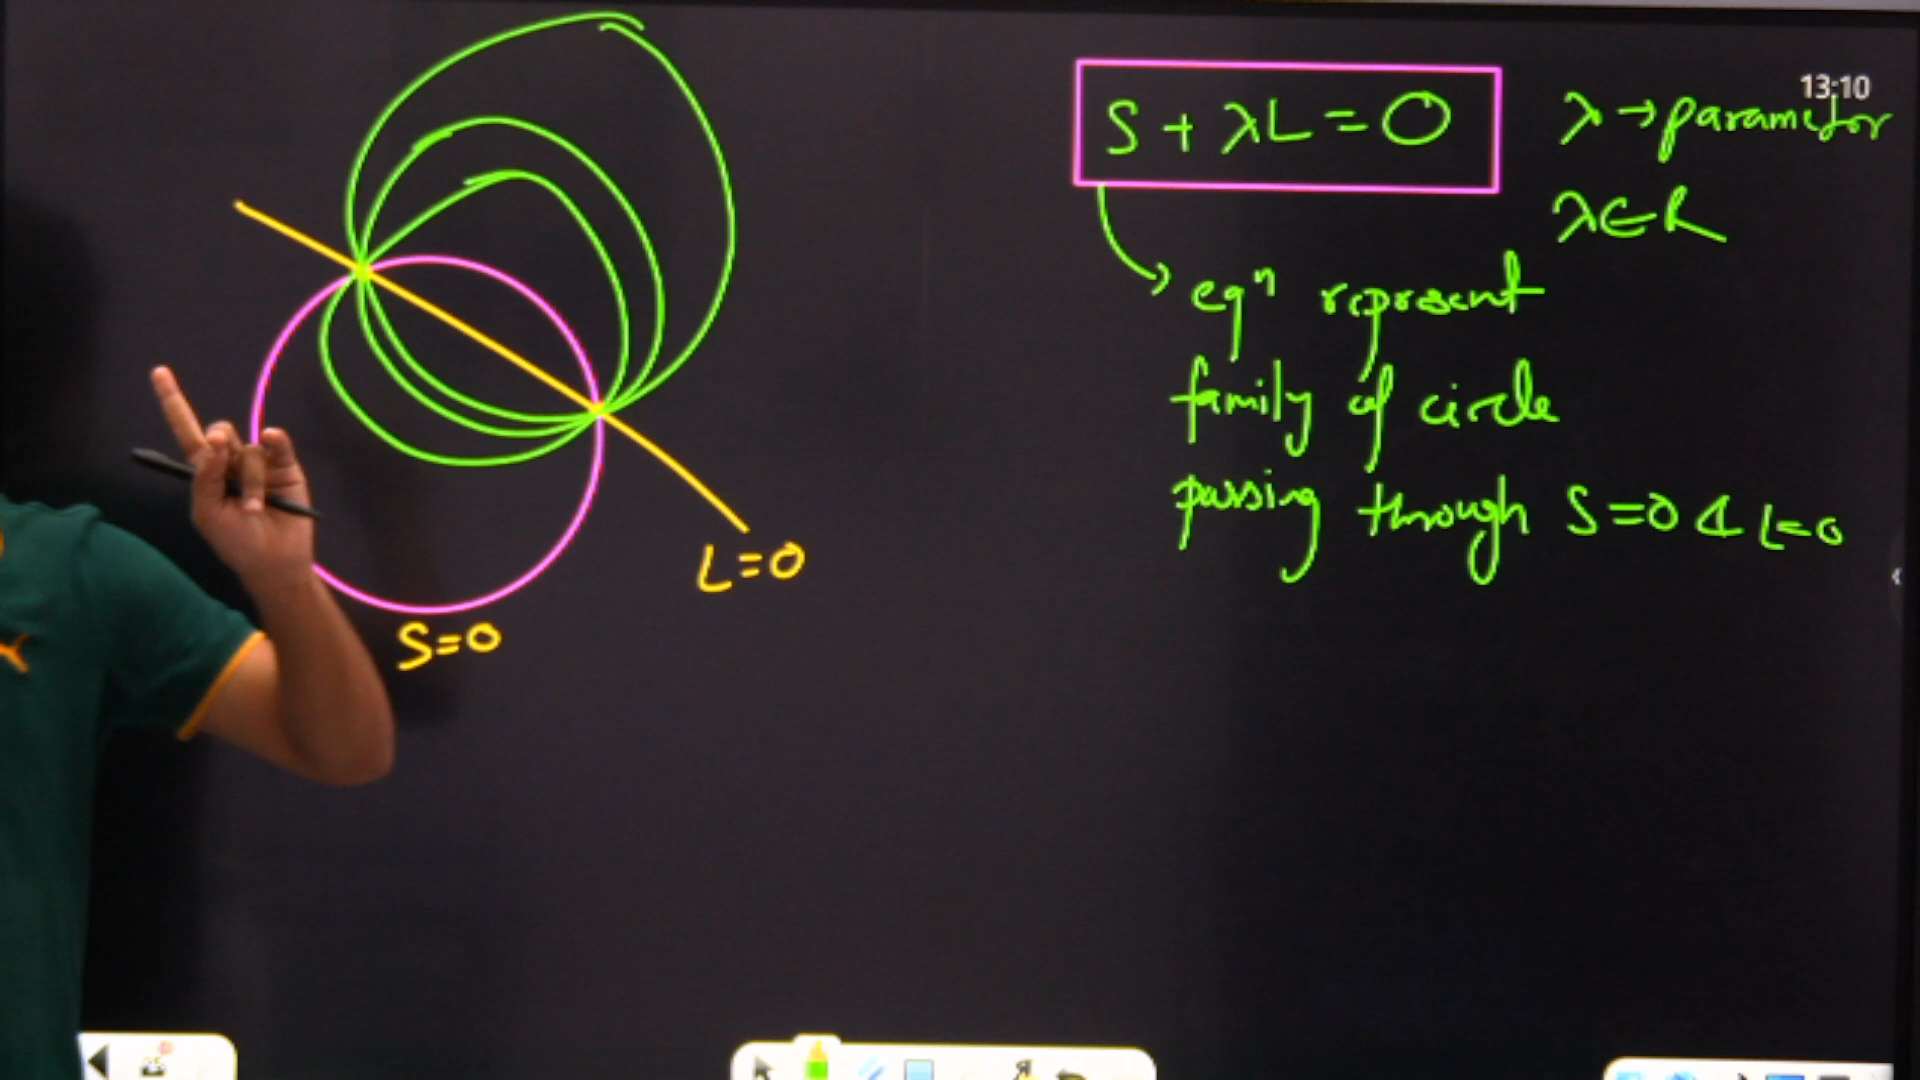 13:10
S + λL = 0
λ → parameter
λ ∈ R
eqⁿ represent
family of circle
passing through S=0 & L=0
L=0
S=0